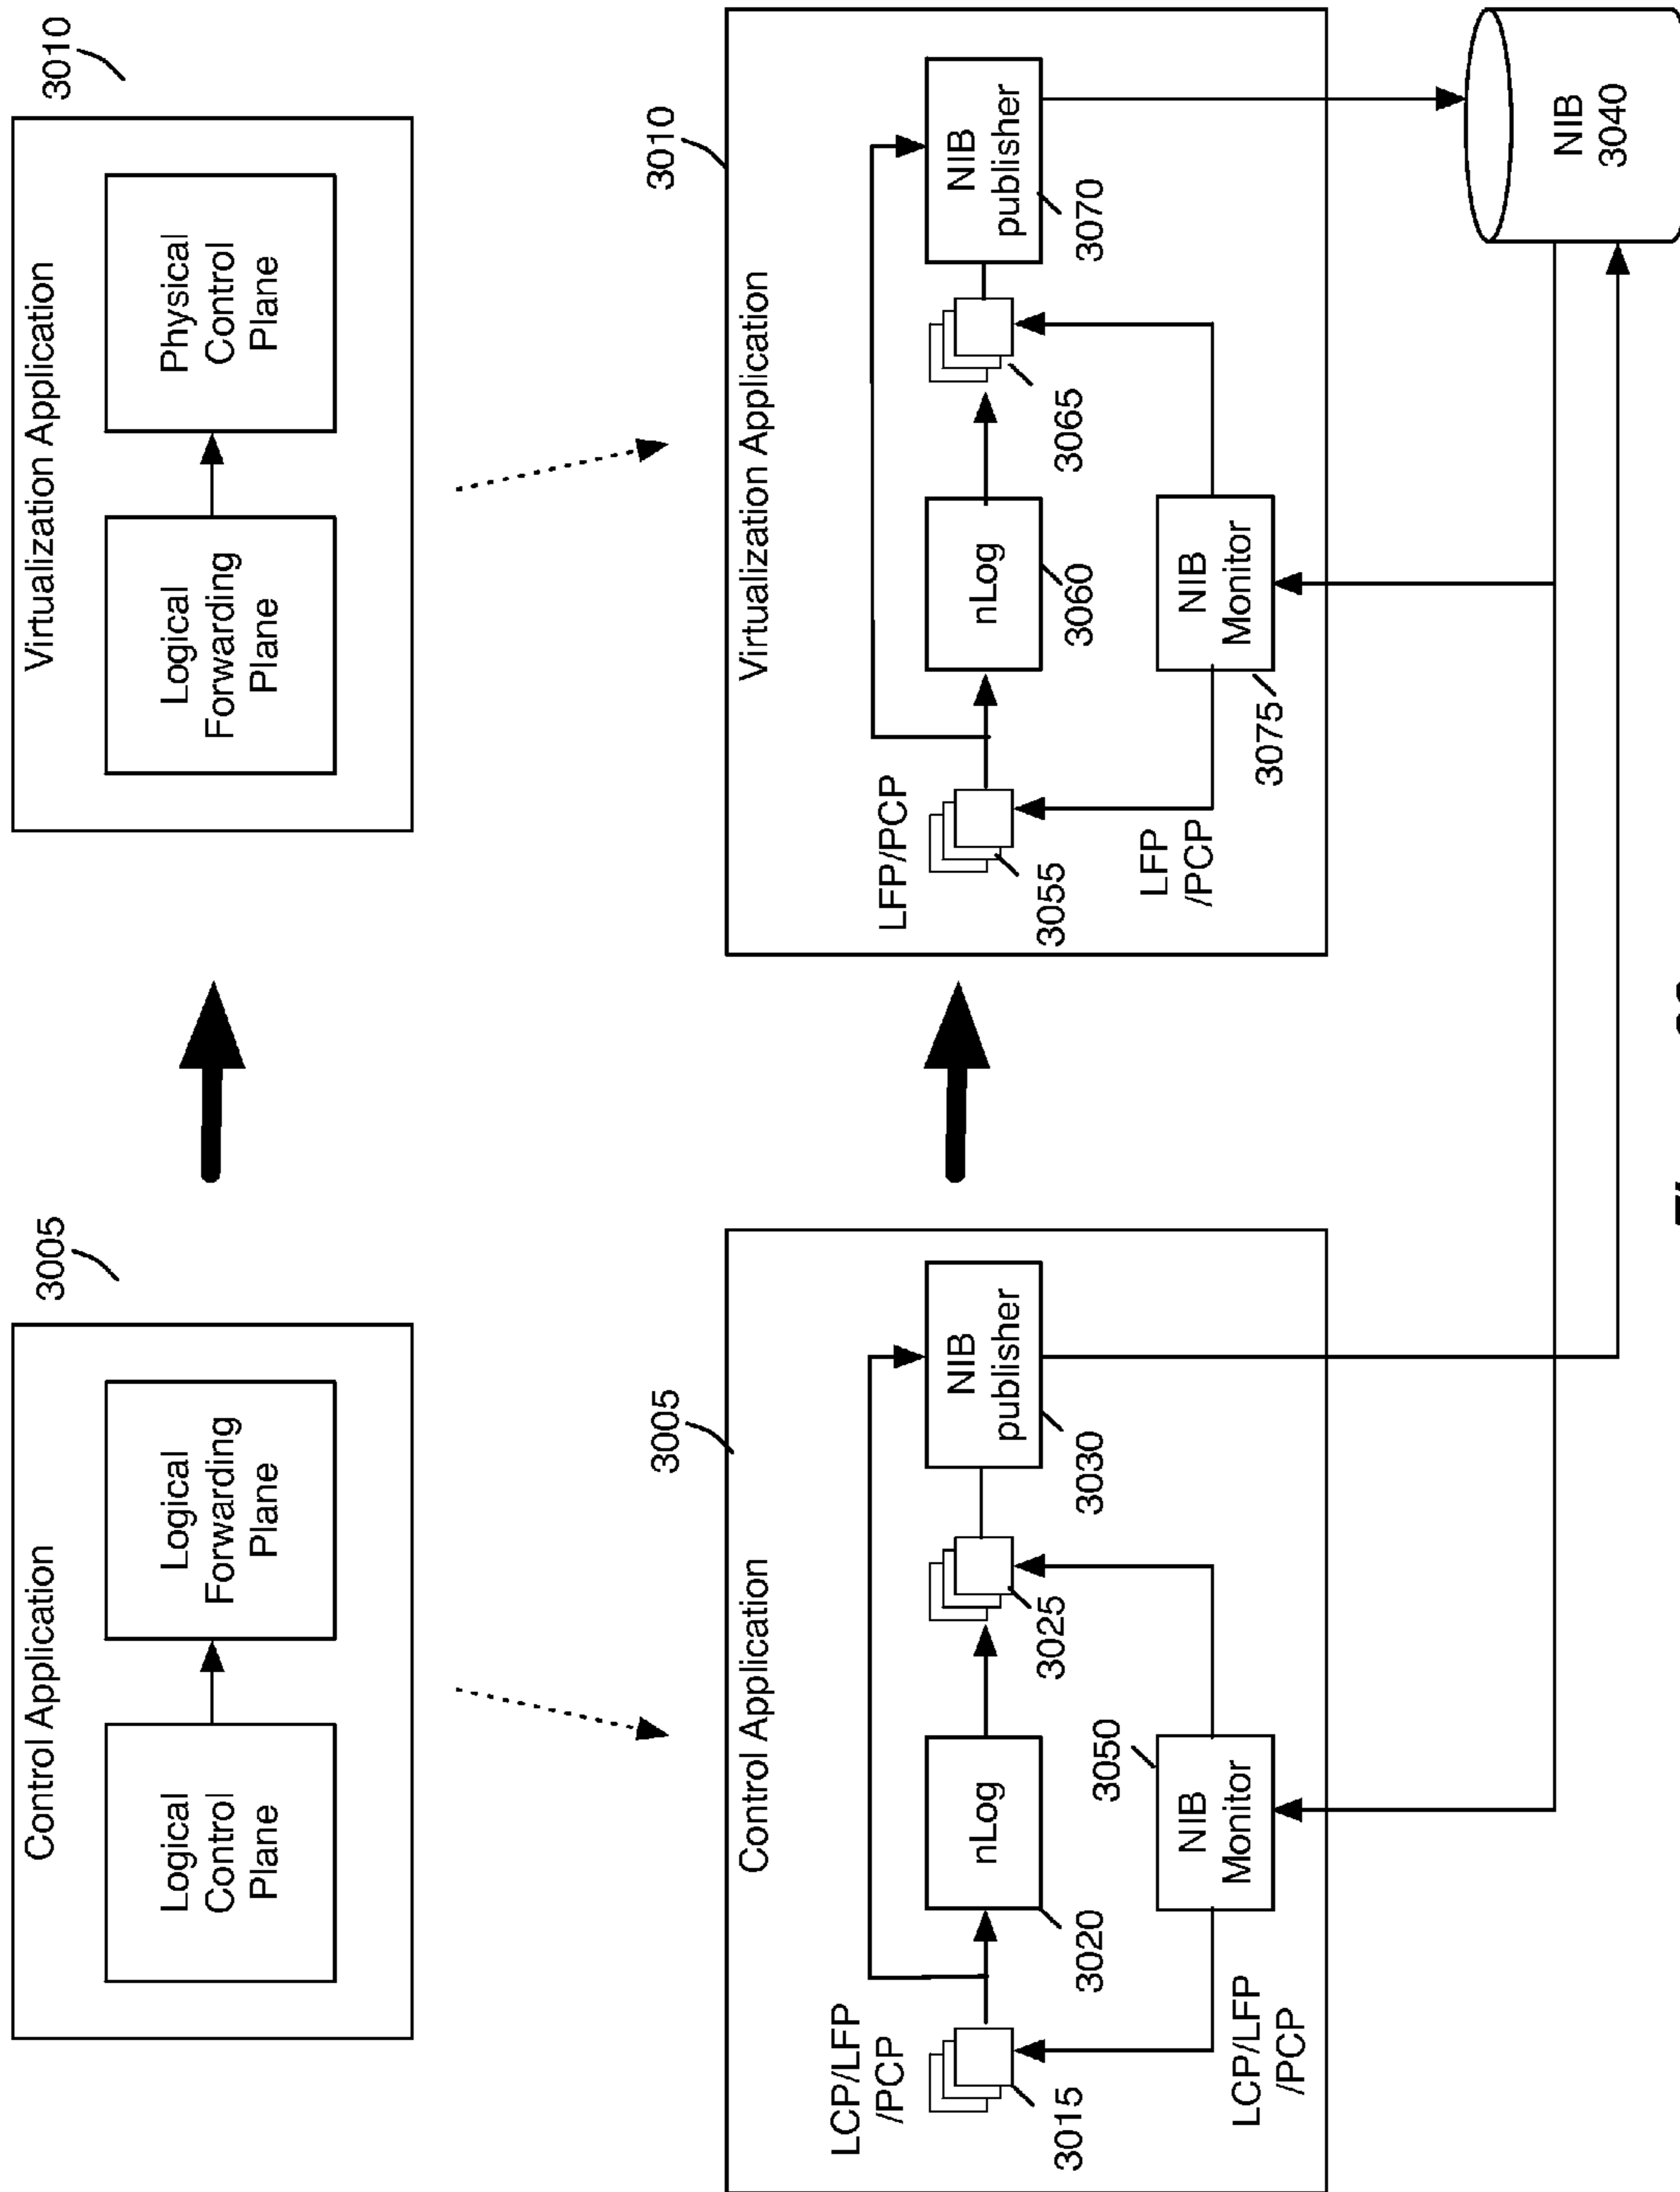 3005
Control Application
Logical
Control
Plane
Logical
Forwarding
Plane
3010
Virtualization Application
Logical
Forwarding
Plane
Physical
Control
Plane
3005
Control Application
LCP/LFP
/PCP
3015
nLog
3020
3025
NIB
publisher
3030
3050
NIB
Monitor
LCP/LFP
/PCP
3010
Virtualization Application
LFP/PCP
3055
nLog
3060
3065
NIB
publisher
3070
NIB
Monitor
3075
LFP
/PCP
NIB
3040